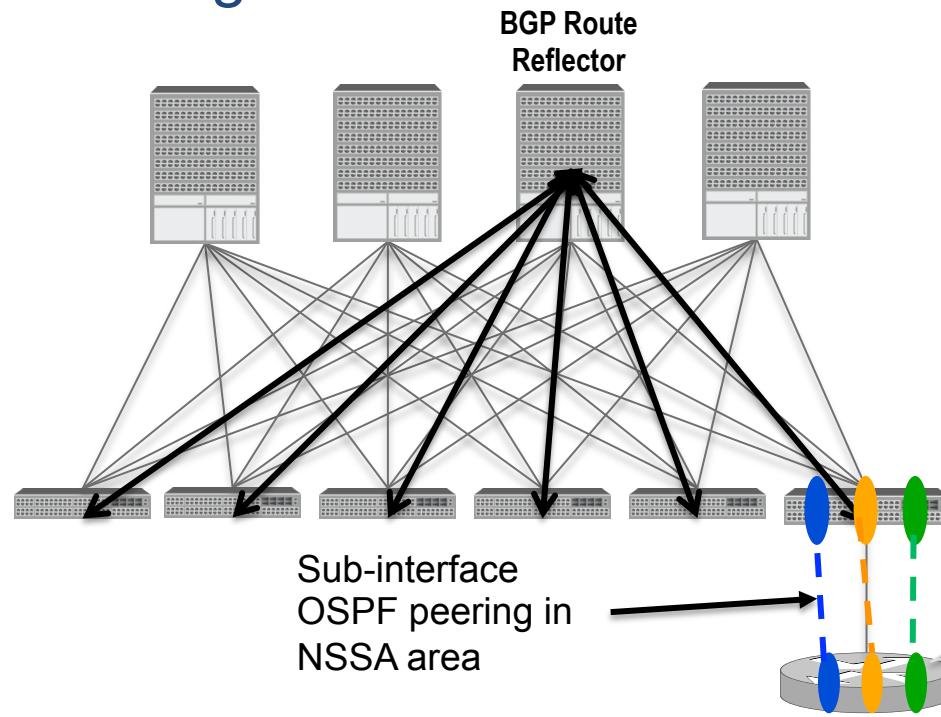 BGP Route
Reflector
Sub-interface
OSPF peering in
NSSA area